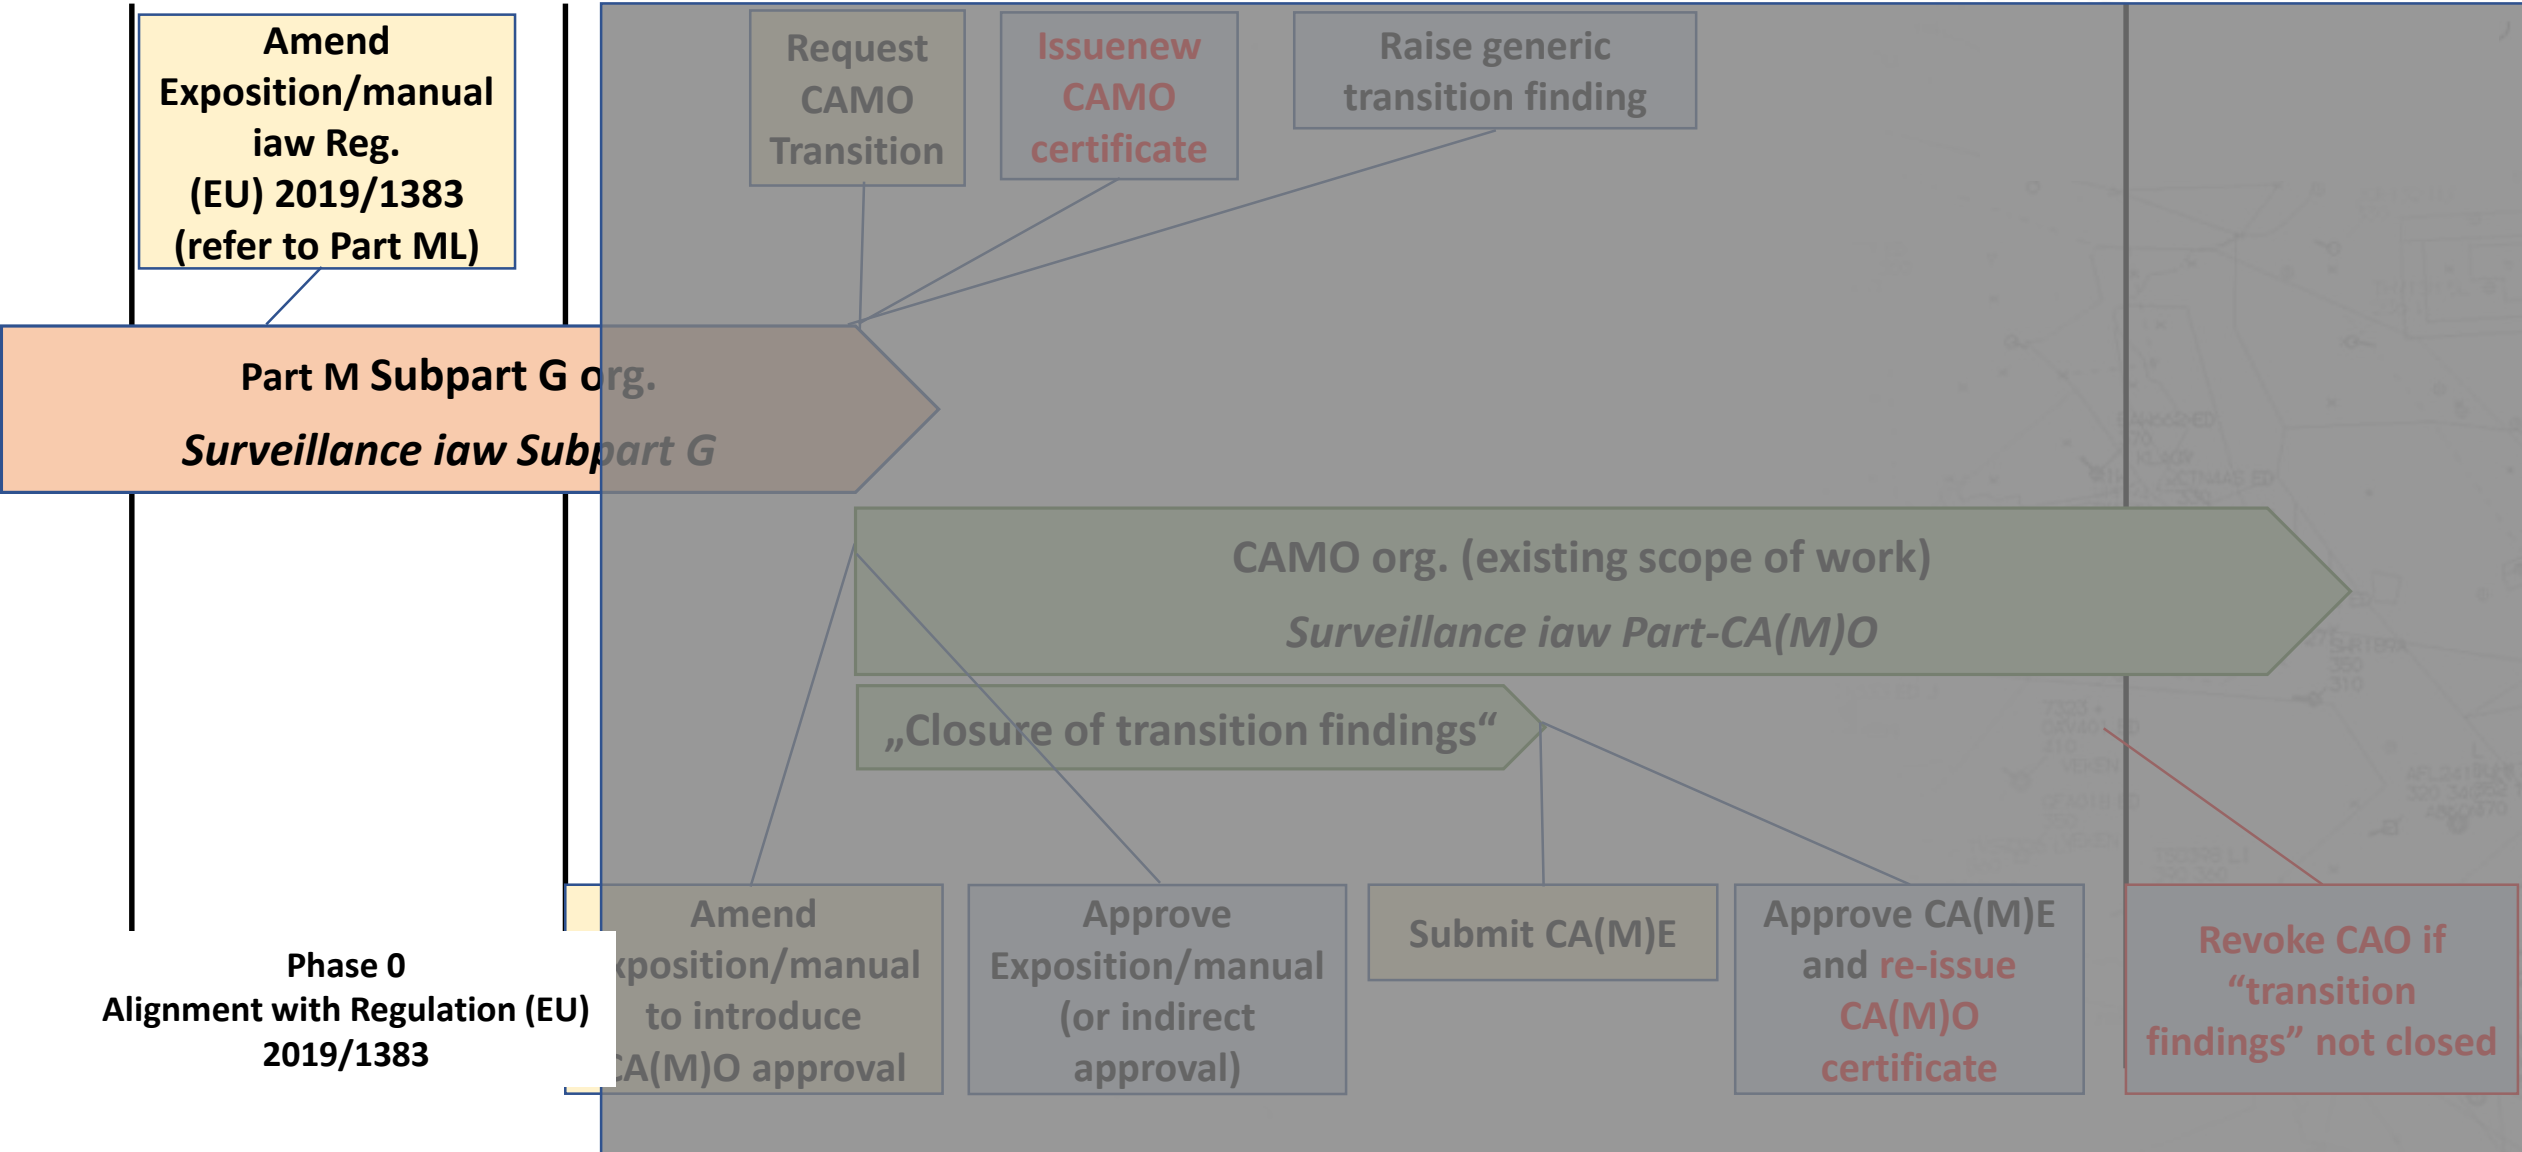 Amend
Exposition/manual
iaw Reg.
(EU) 2019/1383
(refer to Part ML)
Request
CAMO
Transition
Issuenew
CAMO
certificate
Raise generic
transition finding
Part M Subpart G org.
Surveillance iaw Subpart G
CAMO org. (existing scope of work)
Surveillance iaw Part-CA(M)O
„Closure of transition findings“
Phase 0
Alignment with Regulation (EU)
2019/1383
Amend
xposition/manual
to introduce
CA(M)O approval
Approve
Exposition/manual
(or indirect
approval)
Submit CA(M)E
Approve CA(M)E
and re-issue
CA(M)O
certificate
Revoke CAO if
“transition
findings” not closed